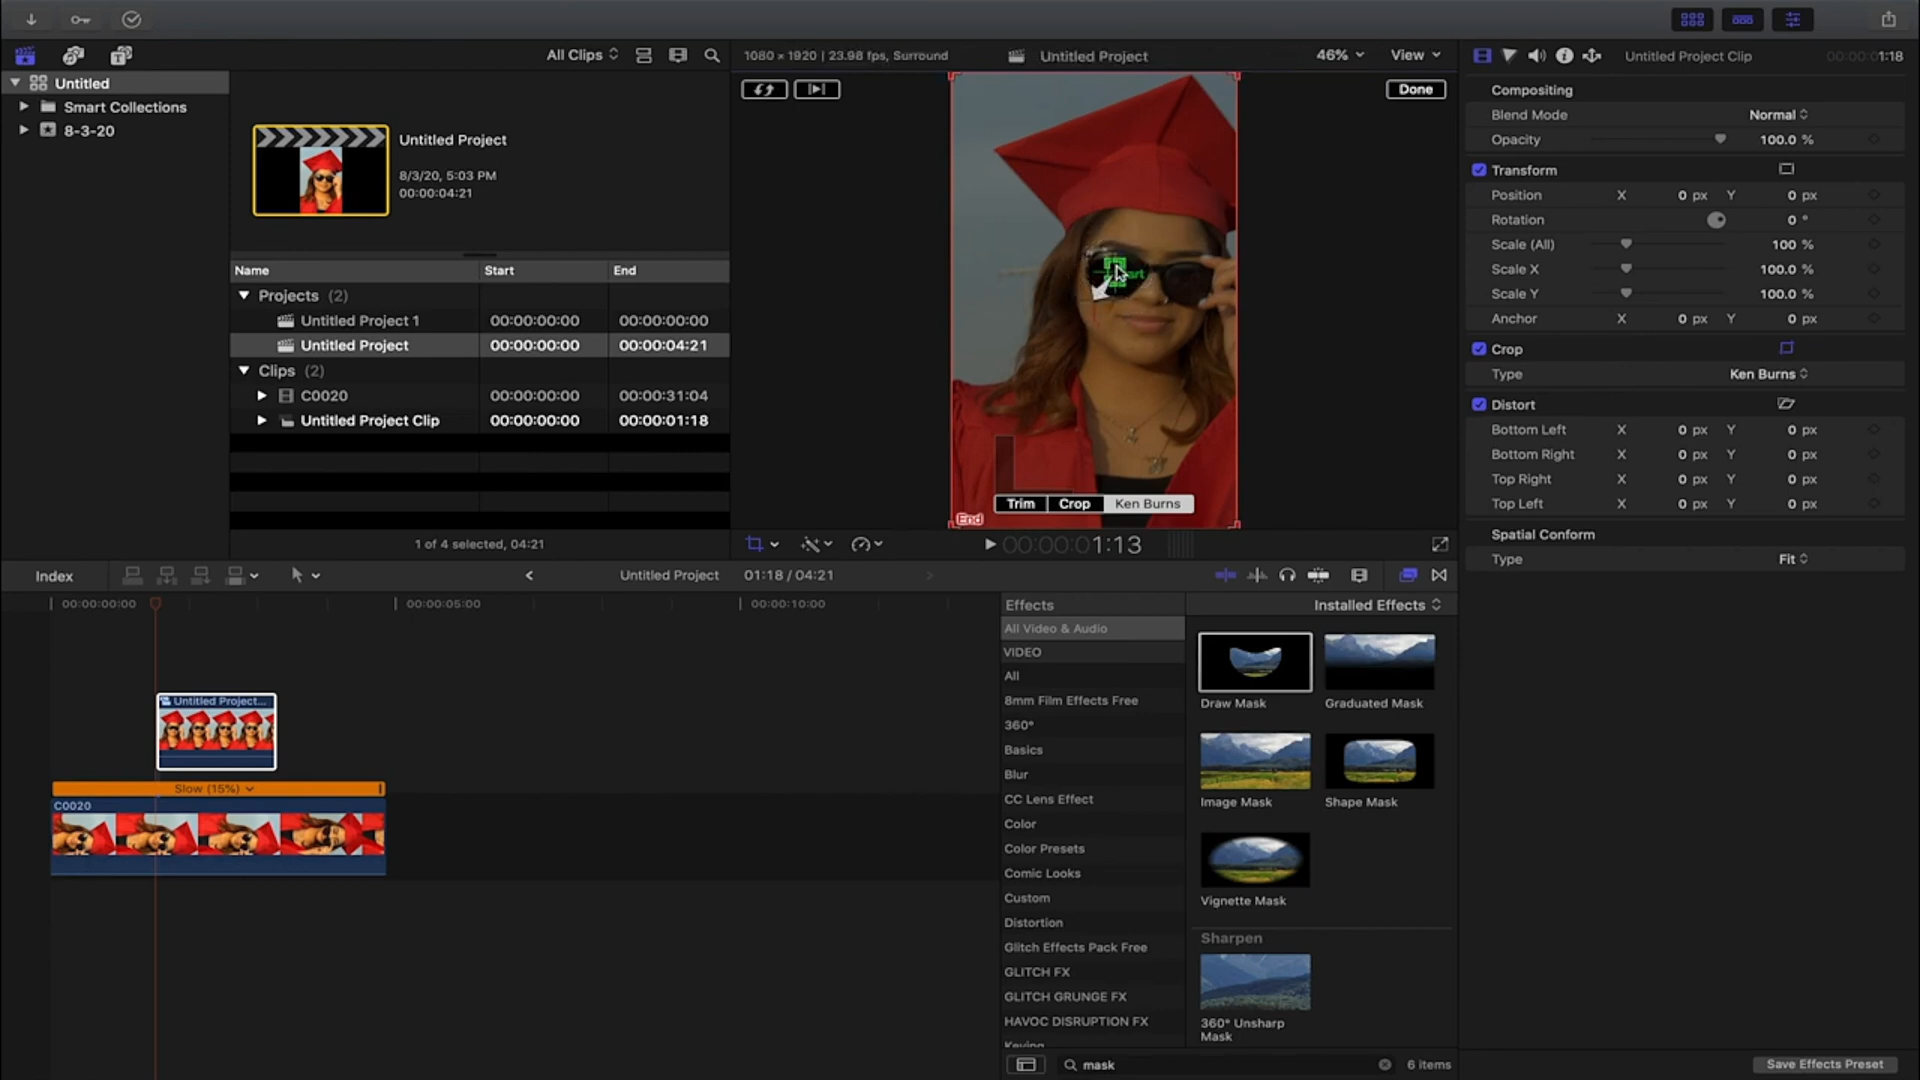 All Clips
1080 × 1920 | 23.98 fps, Surround
Untitled Project
46%
View
Untitled Project Clip
00:00:00:01:18
Untitled
Smart Collections
8-3-20
Untitled Project
8/3/20, 5:03 PM
00:00:04:21
Done
Name Start End
Projects (2)
Untitled Project 1 00:00:00:00 00:00:00:00
Untitled Project 00:00:00:00 00:00:04:21
Clips (2)
C0020 00:00:00:00 00:00:31:04
Untitled Project Clip 00:00:00:00 00:00:01:18
1 of 4 selected, 04:21
Trim Crop Ken Burns
End
00:00:01:13
Compositing
Blend Mode Normal
Opacity 100.0 %
Transform
Position X 0 px Y 0 px
Rotation 0 °
Scale (All) 100 %
Scale X 100.0 %
Scale Y 100.0 %
Anchor X 0 px Y 0 px
Crop
Type Ken Burns
Distort
Bottom Left X 0 px Y 0 px
Bottom Right X 0 px Y 0 px
Top Right X 0 px Y 0 px
Top Left X 0 px Y 0 px
Spatial Conform
Type Fit
Index
Untitled Project 01:18 / 04:21
00:00:00:00 00:00:05:00 00:00:10:00
Untitled Project...
Slow (15%)
C0020
Effects
Installed Effects
All Video & Audio
VIDEO
All
8mm Film Effects Free
360°
Basics
Blur
CC Lens Effect
Color
Color Presets
Comic Looks
Custom
Distortion
Glitch Effects Pack Free
GLITCH FX
GLITCH GRUNGE FX
HAVOC DISRUPTION FX
Keying
Draw Mask
Graduated Mask
Image Mask
Shape Mask
Vignette Mask
Sharpen
360° Unsharp
Mask
mask
6 items
Save Effects Preset